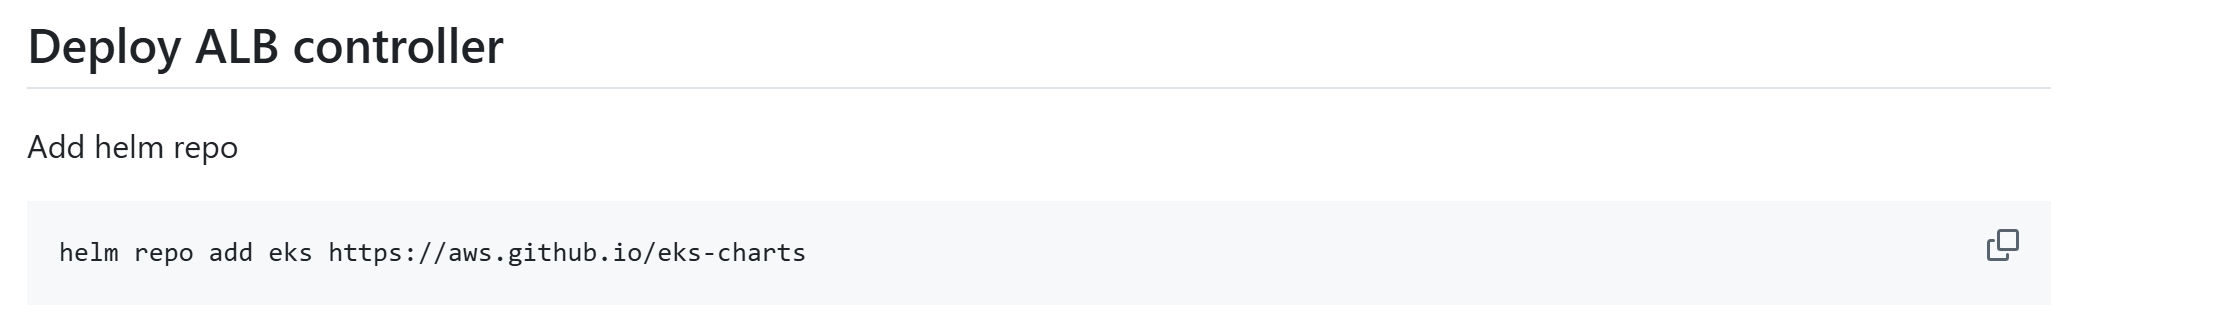 Deploy ALB controller
Add helm repo
helm repo add eks https://aws.github.io/eks-charts